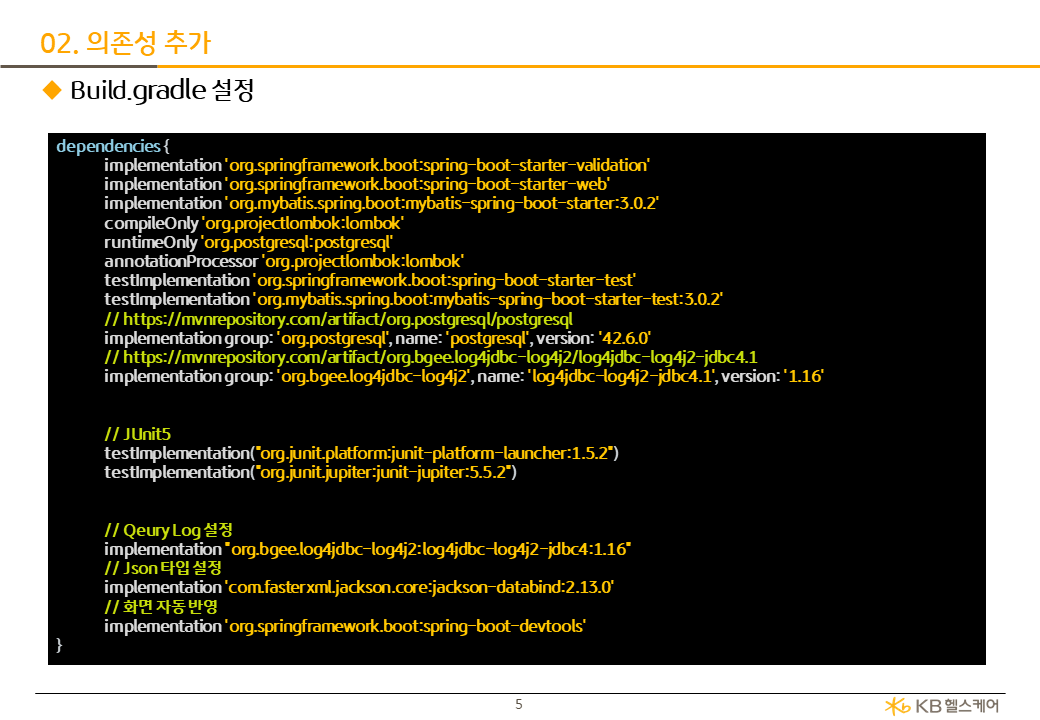 02. 의존성 추가
◆ Build.gradle 설정
dependencies {
implementation 'org.springframework.boot:spring-boot-starter-validation'
implementation 'org.springframework.boot:spring-boot-starter-web'
implementation 'org.mybatis.spring.boot:mybatis-spring-boot-starter:3.0.2'
compileOnly 'org.projectlombok:lombok'
runtimeOnly 'org.postgresql:postgresql'
annotationProcessor 'org.projectlombok:lombok'
testImplementation 'org.springframework.boot:spring-boot-starter-test'
testImplementation 'org.mybatis.spring.boot:mybatis-spring-boot-starter-test:3.0.2'
// https://mvnrepository.com/artifact/org.postgresql/postgresql
implementation group: 'org.postgresql', name: 'postgresql', version: '42.6.0'
// https://mvnrepository.com/artifact/org.bgee.log4jdbc-log4j2/log4jdbc-log4j2-jdbc4.1
implementation group: 'org.bgee.log4jdbc-log4j2', name: 'log4jdbc-log4j2-jdbc4.1', version: '1.16'
// JUnit5
testImplementation("org.junit.platform:junit-platform-launcher:1.5.2")
testImplementation("org.junit.jupiter:junit-jupiter:5.5.2")
// Qeury Log 설정
implementation "org.bgee.log4jdbc-log4j2:log4jdbc-log4j2-jdbc4:1.16"
// Json 타입 설정
implementation 'com.fasterxml.jackson.core:jackson-databind:2.13.0'
// 화면 자동 반영
implementation 'org.springframework.boot:spring-boot-devtools'
}
5
KB 헬스케어